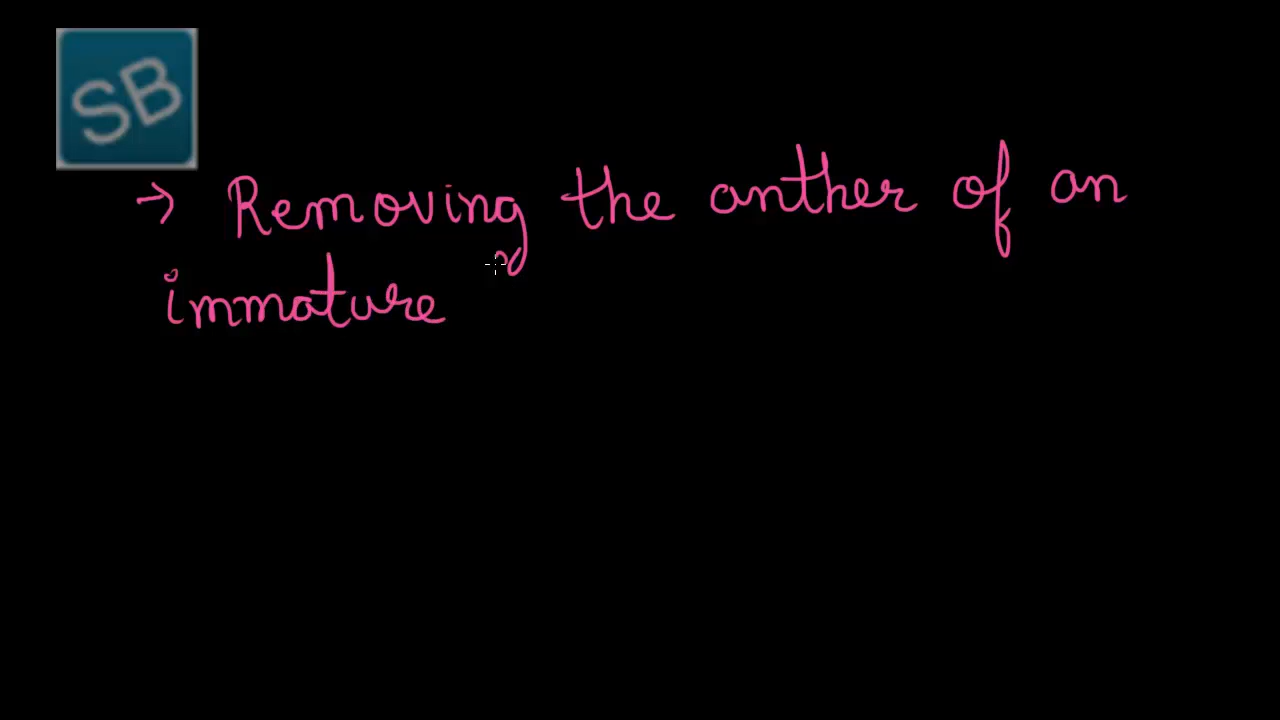 SB
→ Removing the anther of an
immature